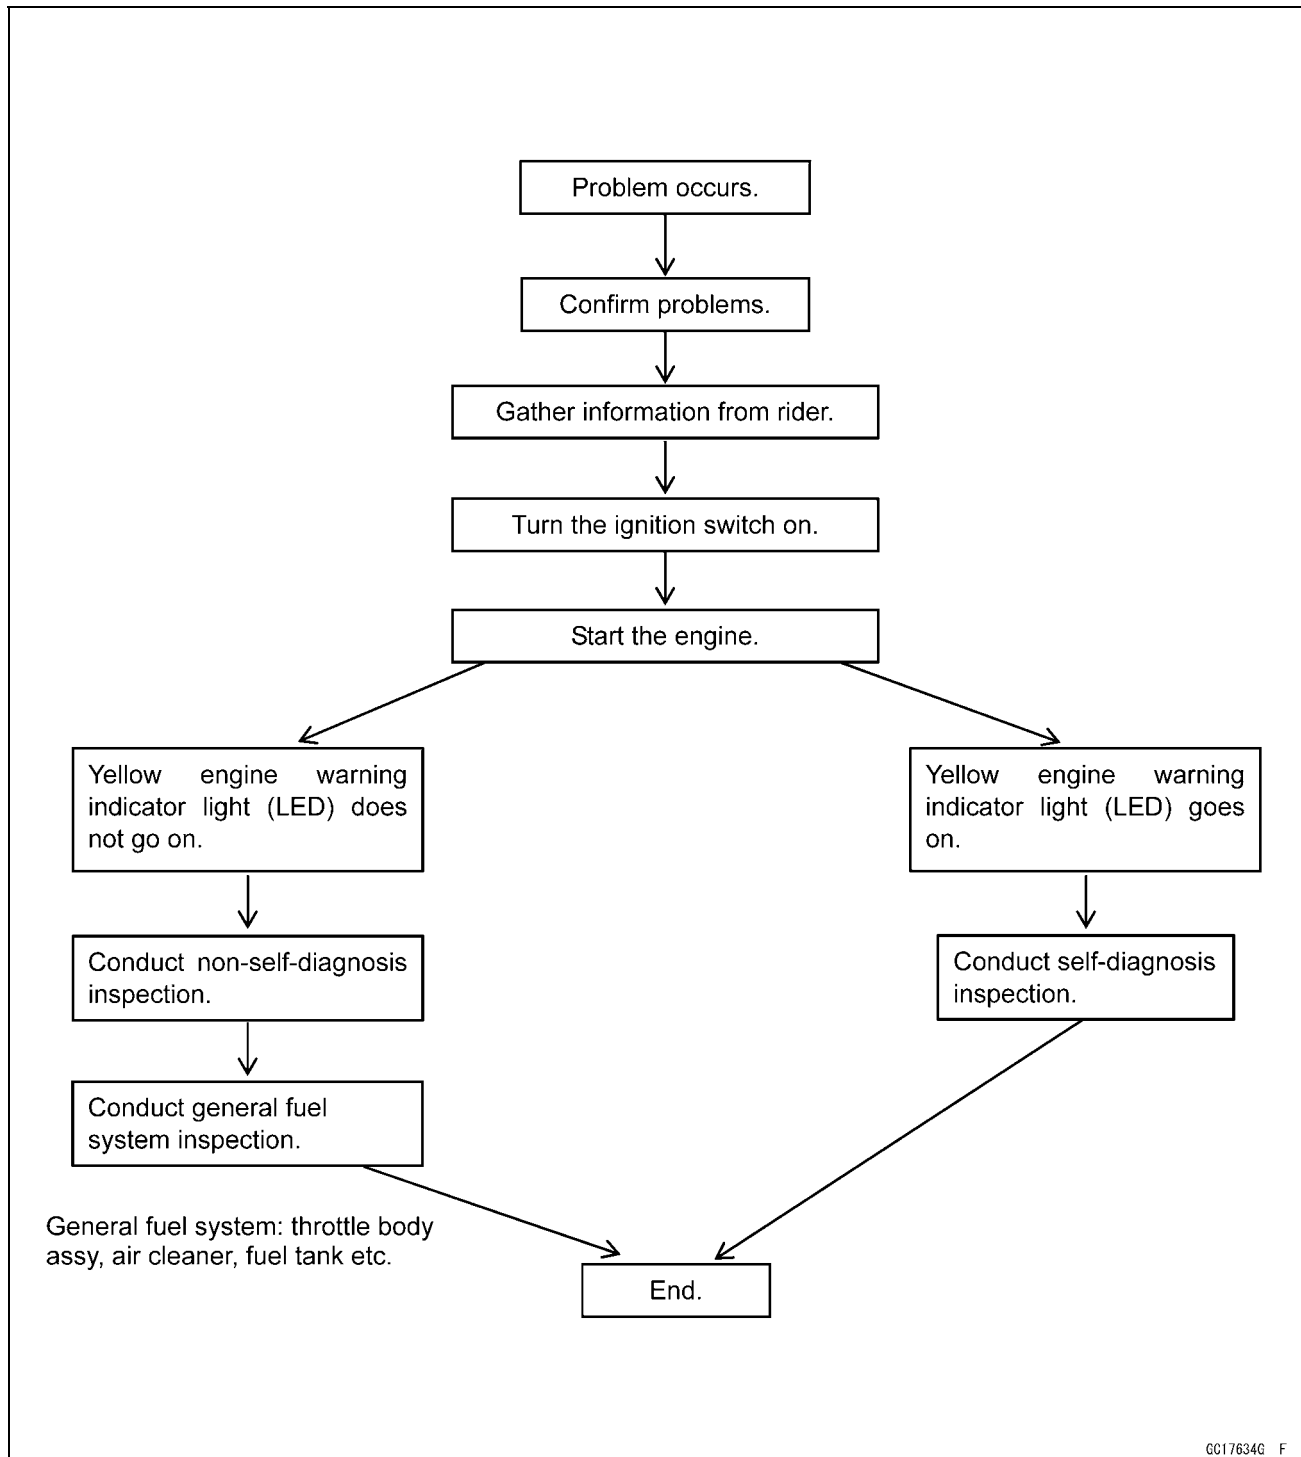 Problem occurs.
Confirm problems.
Gather information from rider.
Turn the ignition switch on.
Start the engine.
Yellow engine warning
indicator light (LED) does
not go on.
Yellow engine warning
indicator light (LED) goes
on.
Conduct non-self-diagnosis
inspection.
Conduct self-diagnosis
inspection.
Conduct general fuel
system inspection.
General fuel system: throttle body
assy, air cleaner, fuel tank etc.
End.
GC17634G F